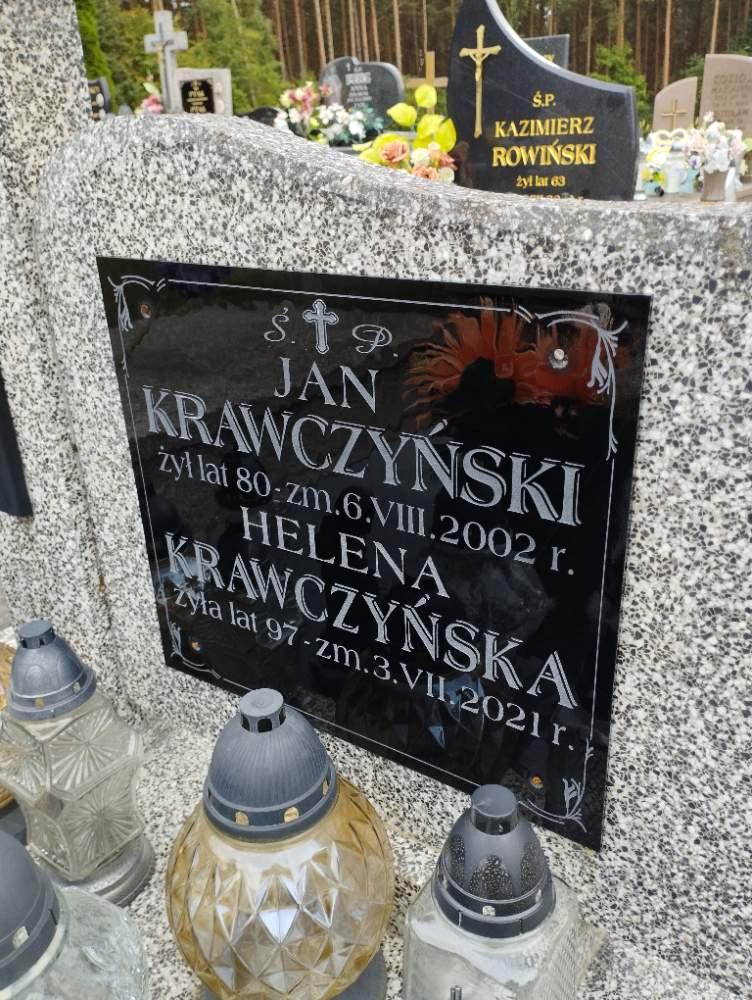 Ś. P.
JAN
KRAWCZYŃSKI
żył lat 80 - zm. 6. VIII. 2002 r.
HELENA
KRAWCZYŃSKA
żyła lat 97 - zm. 3. VII. 2021 r.
Ś.P.
KAZIMIERZ
ROWIŃSKI
żył lat 63